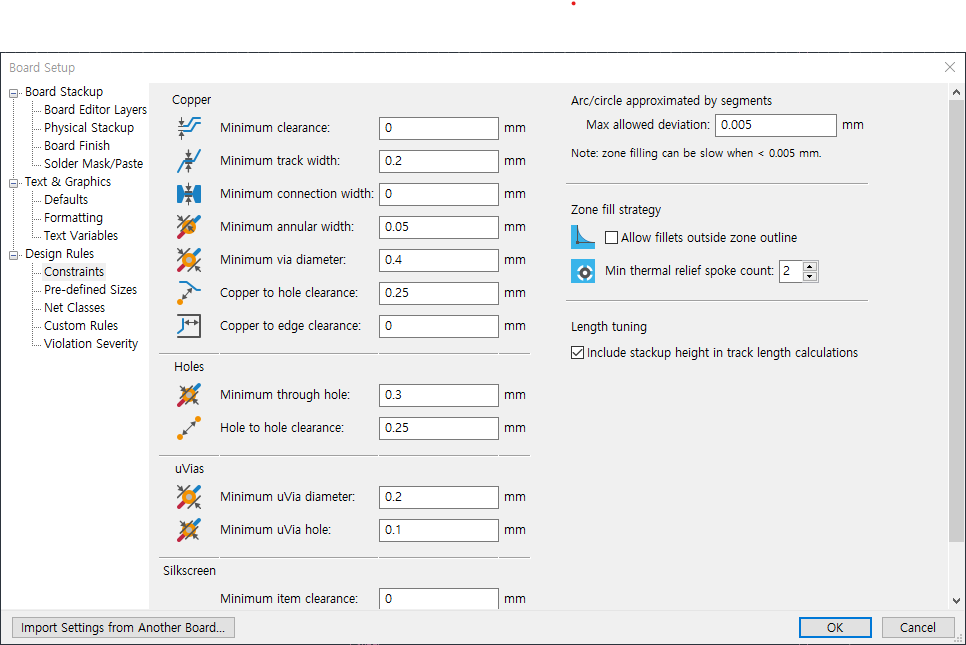 Board Setup
Board Stackup
Board Editor Layers
Physical Stackup
Board Finish
Solder Mask/Paste
Text & Graphics
Defaults
Formatting
Text Variables
Design Rules
Constraints
Pre-defined Sizes
Net Classes
Custom Rules
Violation Severity
Copper
Minimum clearance: 0 mm
Minimum track width: 0.2 mm
Minimum connection width: 0 mm
Minimum annular width: 0.05 mm
Minimum via diameter: 0.4 mm
Copper to hole clearance: 0.25 mm
Copper to edge clearance: 0 mm
Holes
Minimum through hole: 0.3 mm
Hole to hole clearance: 0.25 mm
uVias
Minimum uVia diameter: 0.2 mm
Minimum uVia hole: 0.1 mm
Silkscreen
Minimum item clearance: 0 mm
Arc/circle approximated by segments
Max allowed deviation: 0.005 mm
Note: zone filling can be slow when < 0.005 mm.
Zone fill strategy
Allow fillets outside zone outline
Min thermal relief spoke count: 2
Length tuning
Include stackup height in track length calculations
Import Settings from Another Board...
OK
Cancel